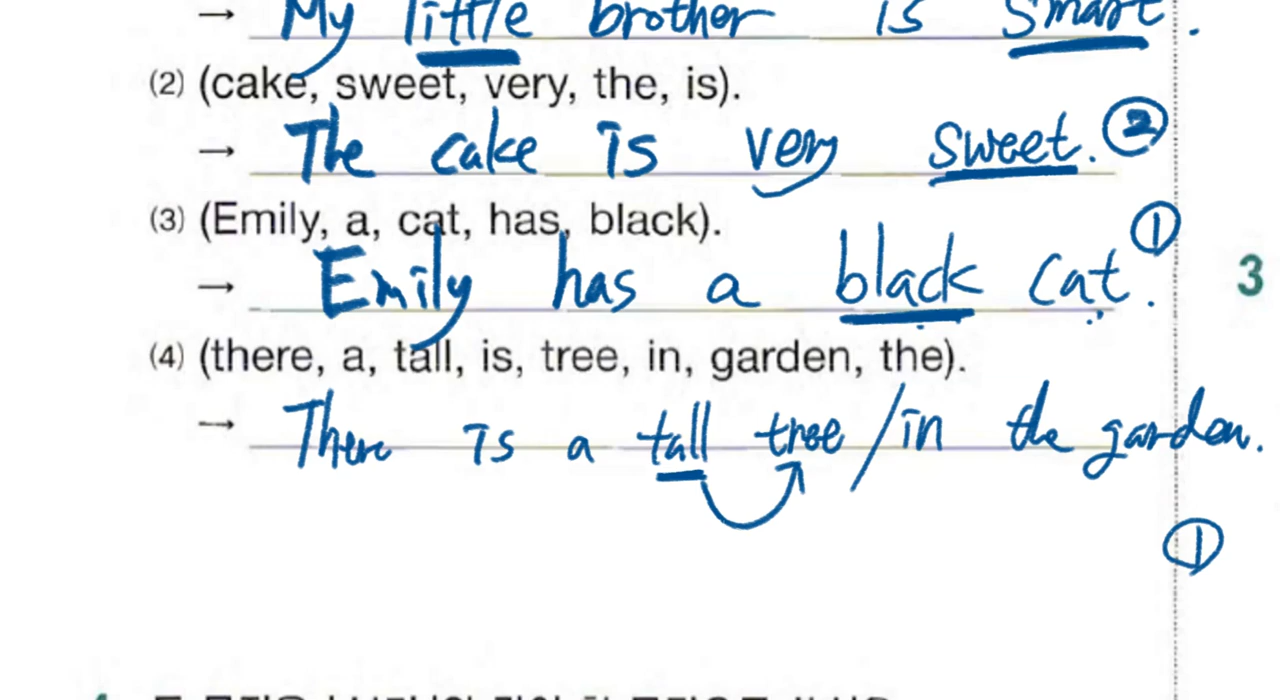 → My little brother is smart.
(2) (cake, sweet, very, the, is).
→ The cake is very sweet. ②
(3) (Emily, a, cat, has, black).
①
→ Emily has a black cat.
3
(4) (there, a, tall, is, tree, in, garden, the).
→ There is a tall tree / in the garden.
①